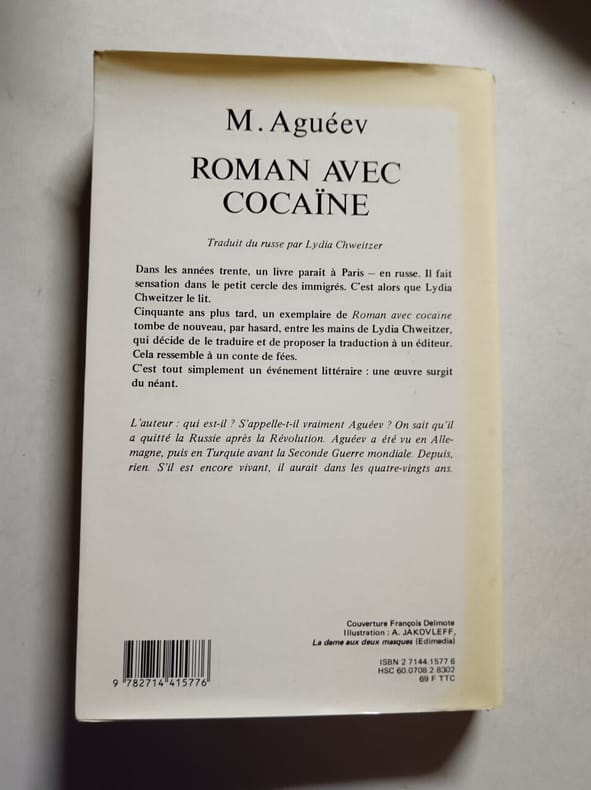 M. Aguéev
ROMAN AVEC
COCAÏNE
Traduit du russe par Lydia Chweitzer
Dans les années trente, un livre paraît à Paris – en russe. Il fait
sensation dans le petit cercle des immigrés. C'est alors que Lydia
Chweitzer le lit.
Cinquante ans plus tard, un exemplaire de Roman avec cocaïne
tombe de nouveau, par hasard, entre les mains de Lydia Chweitzer,
qui décide de le traduire et de proposer la traduction à un éditeur.
Cela ressemble à un conte de fées.
C'est tout simplement un événement littéraire : une œuvre surgit
du néant.
L'auteur : qui est-il ? S'appelle-t-il vraiment Aguéev ? On sait qu'il
a quitté la Russie après la Révolution. Aguéev a été vu en Alle-
magne, puis en Turquie avant la Seconde Guerre mondiale. Depuis,
rien. S'il est encore vivant, il aurait dans les quatre-vingts ans.
Couverture François Delmote
Illustration : A. JAKOVLEFF,
La dame aux deux masques (Edimedia)
ISBN 2.7144.1577 6
HSC 60.0708.2.8302
69 F TTC
9 782714 415776